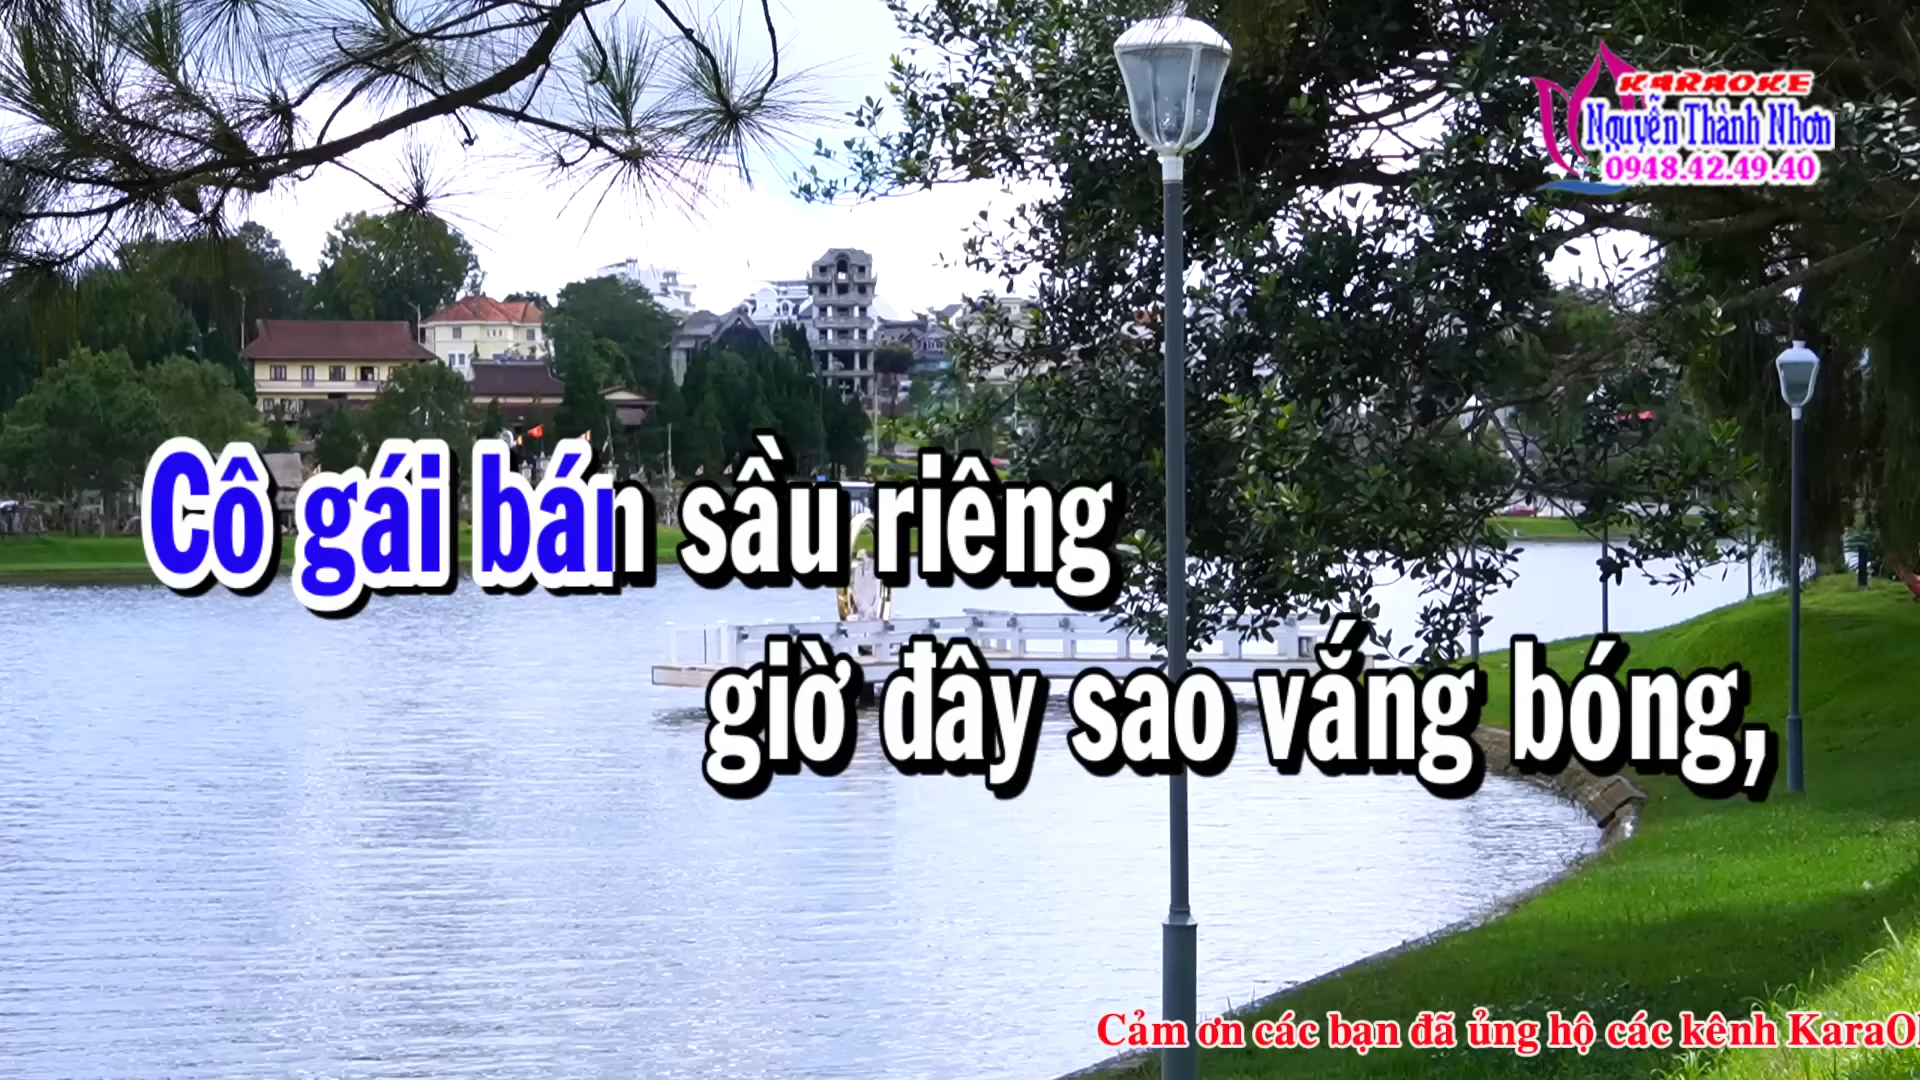 KARAOKE
Nguyễn Thành Nhơn
0948.42.49.40
Cô gái bán sầu riêng
giờ đây sao vắng bóng,
Cảm ơn các bạn đã ủng hộ các kênh KaraO